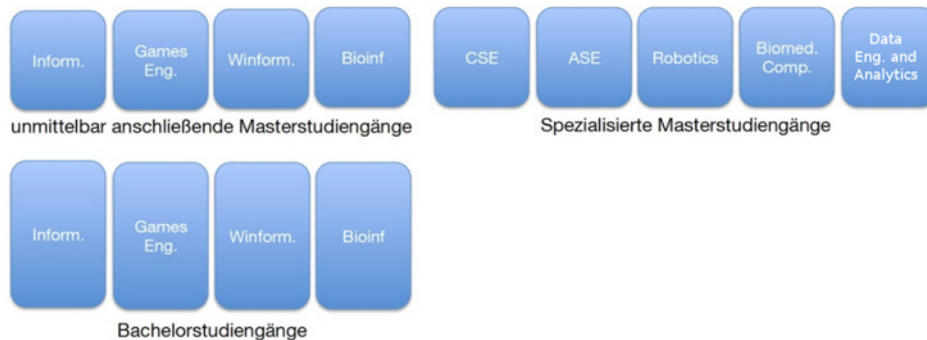 Inform.
Games
Eng.
Winform.
Bioinf
unmittelbar anschließende Masterstudiengänge
CSE
ASE
Robotics
Biomed.
Comp.
Data
Eng. and
Analytics
Spezialisierte Masterstudiengänge
Inform.
Games
Eng.
Winform.
Bioinf
Bachelorstudiengänge